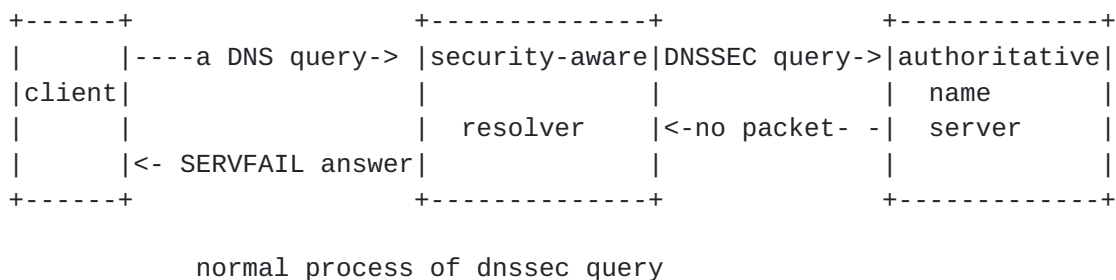 +------+                +--------------+             +-------------+
|      |----a DNS query-> |security-aware|DNSSEC query->|authoritative|
|client|                |              |             |  name       |
|      |                |  resolver    |<-no packet- -|  server     |
|      |<- SERVFAIL answer|              |             |             |
+------+                +--------------+             +-------------+
normal process of dnssec query